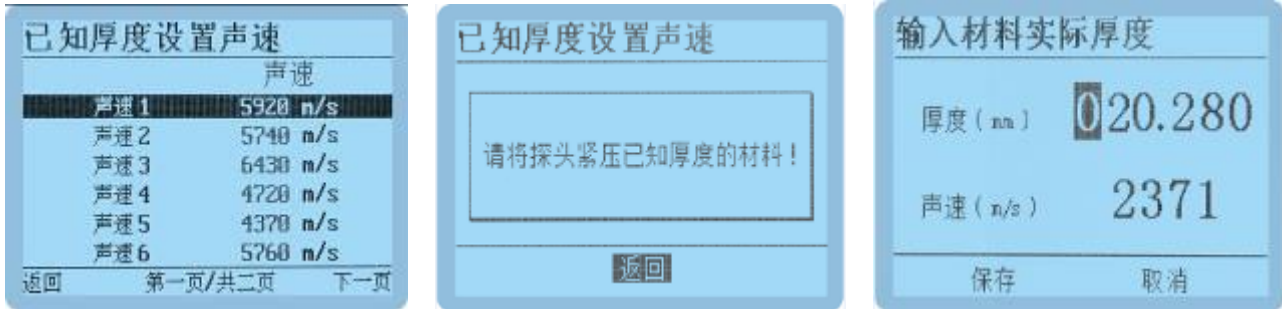 已知厚度设置声速
声速
声速1 5920 m/s
声速2 5740 m/s
声速3 6430 m/s
声速4 4720 m/s
声速5 4370 m/s
声速6 5760 m/s
返回 第一页/共二页 下一页
已知厚度设置声速
请将探头紧压已知厚度的材料！
返回
输入材料实际厚度
厚度（mm） 020.280
声速（m/s） 2371
保存 取消